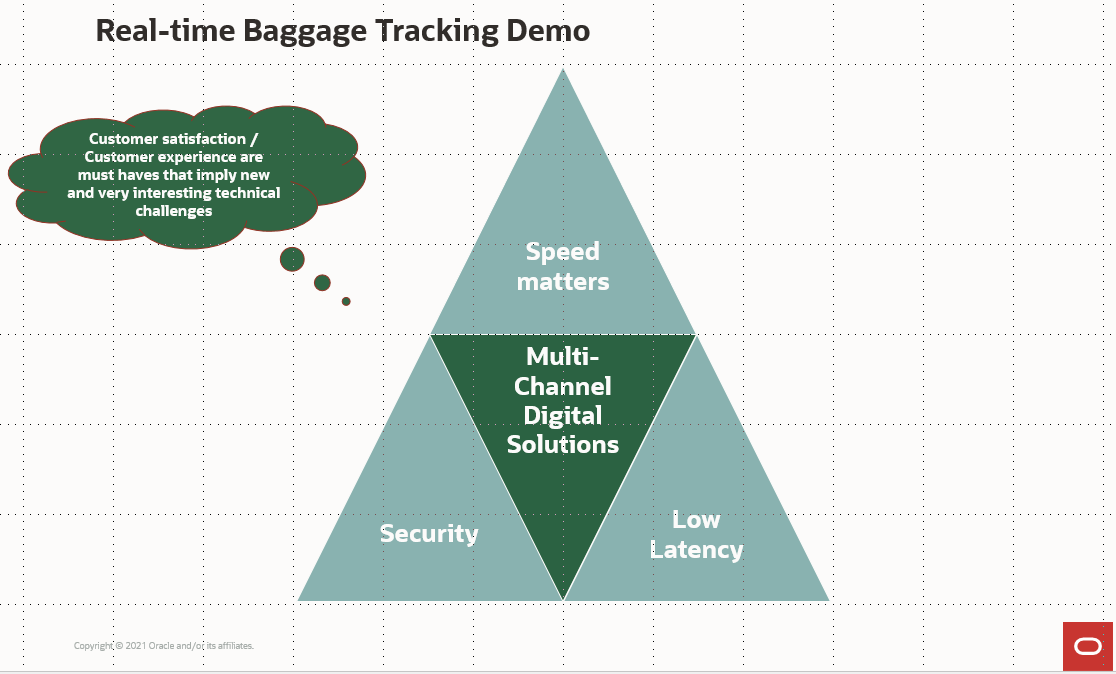 Real-time Baggage Tracking Demo
Customer satisfaction /
Customer experience are
must haves that imply new
and very interesting technical
challenges
Speed
matters
Multi-
Channel
Digital
Solutions
Security
Low
Latency
Copyright © 2021 Oracle and/or its affiliates.